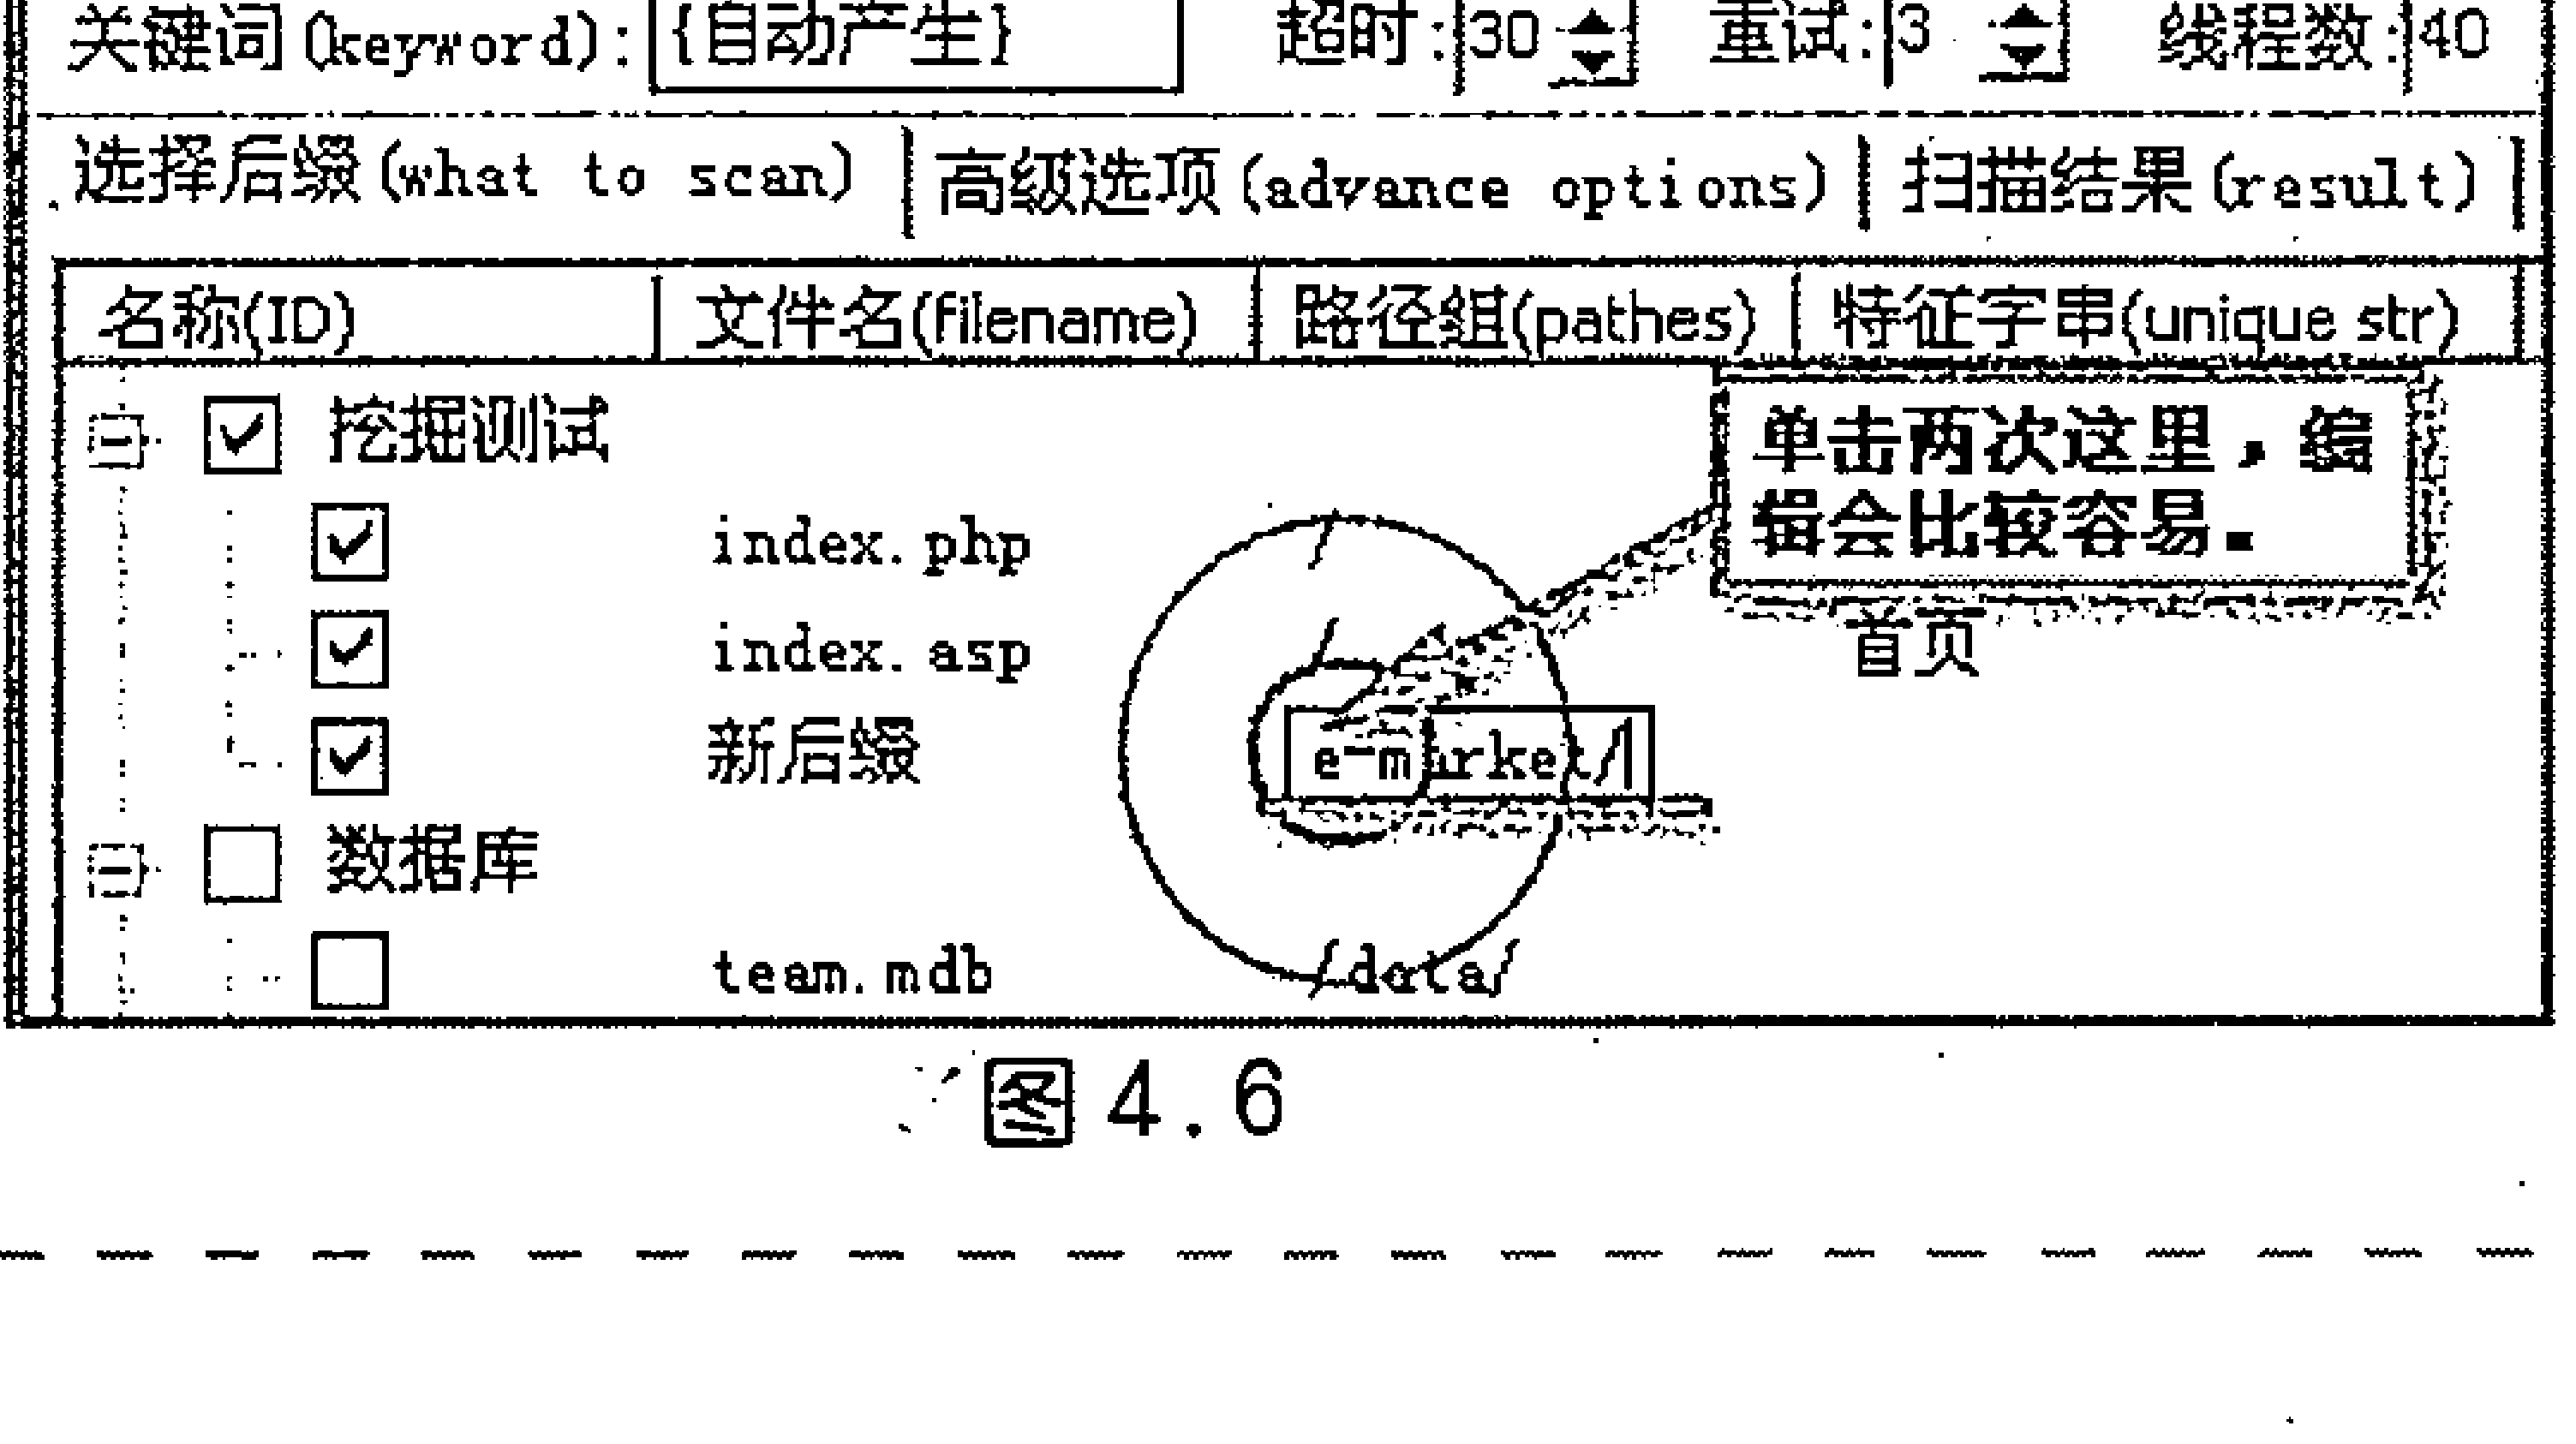 关键词(keyword): {自动产生} 超时:30 重试:3 线程数:40
选择后缀(what to scan) 高级选项(advance options) 扫描结果(result)
名称(ID) 文件名(filename) 路径组(pathes) 特征字串(unique str)
挖掘测试
单击两次这里，编
辑会比较容易。
index.php /
index.asp / 首页
新后缀 e-market/
数据库
team.mdb /data/
图 4.6